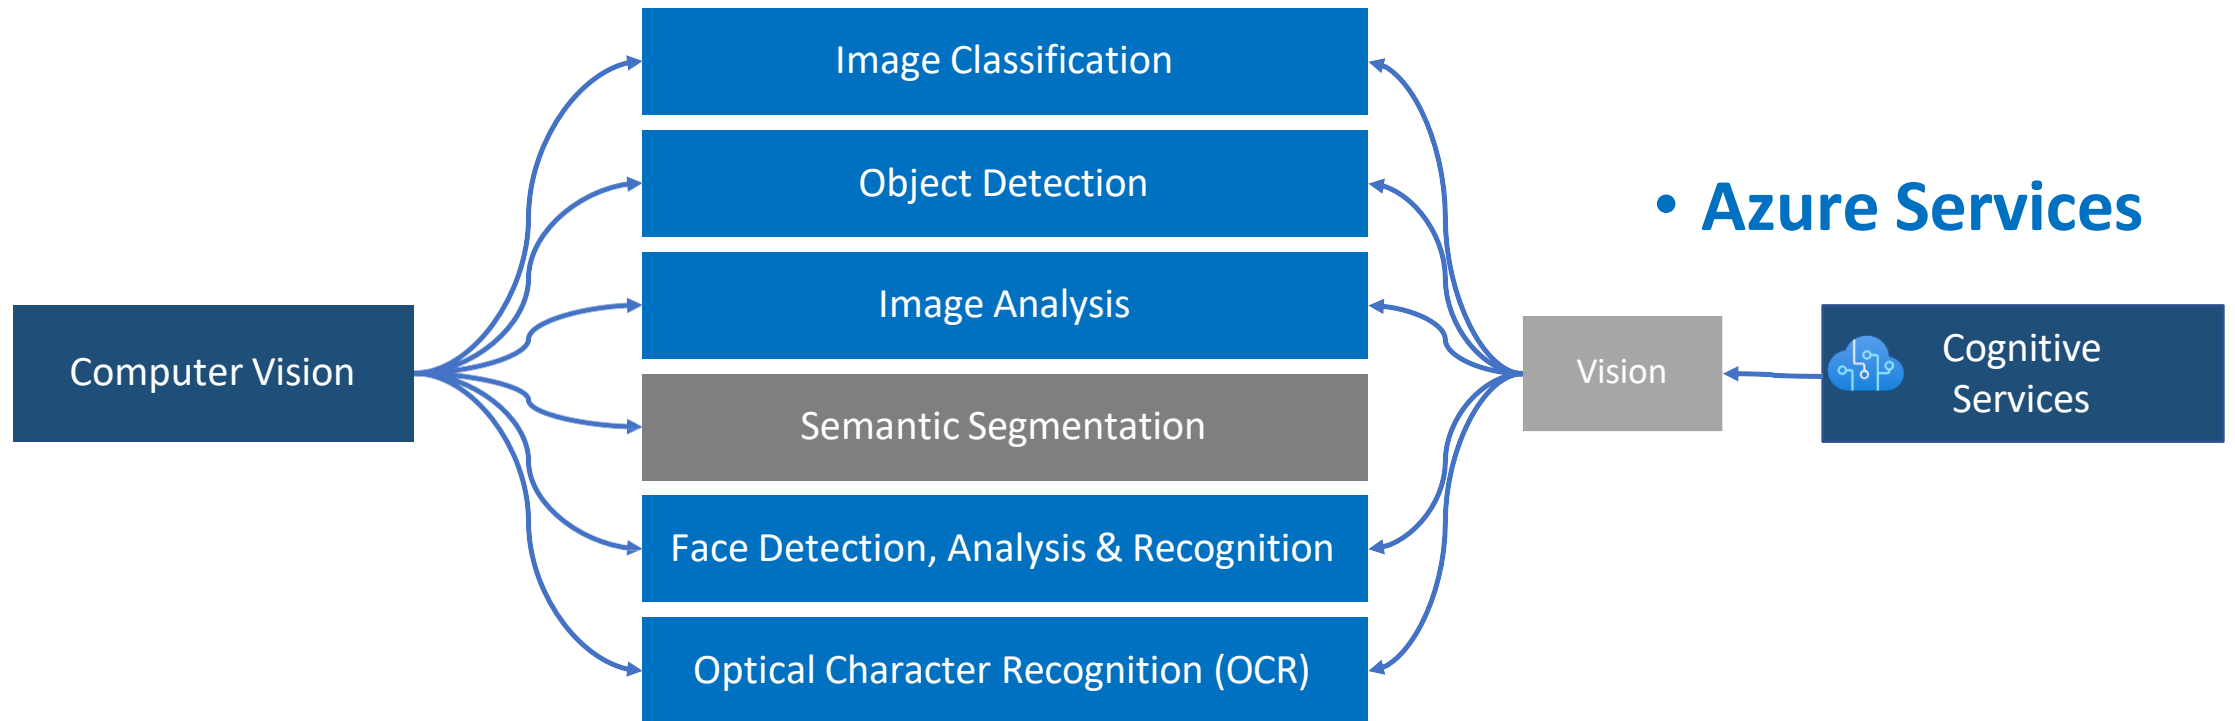 Image Classification
Object Detection
• Azure Services
Image Analysis
Computer Vision
Vision
Cognitive
Services
Semantic Segmentation
Face Detection, Analysis & Recognition
Optical Character Recognition (OCR)